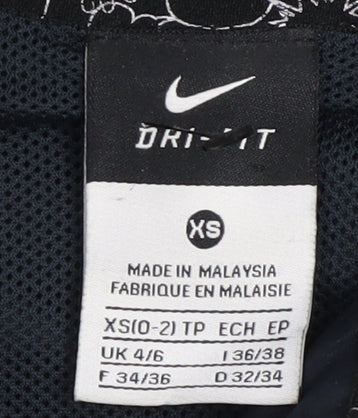 DRI-FIT
XS
MADE IN MALAYSIA
FABRIQUE EN MALAISIE
XS(0-2) TP ECH EP
UK 4/6 I 36/38
F 34/36 D 32/34